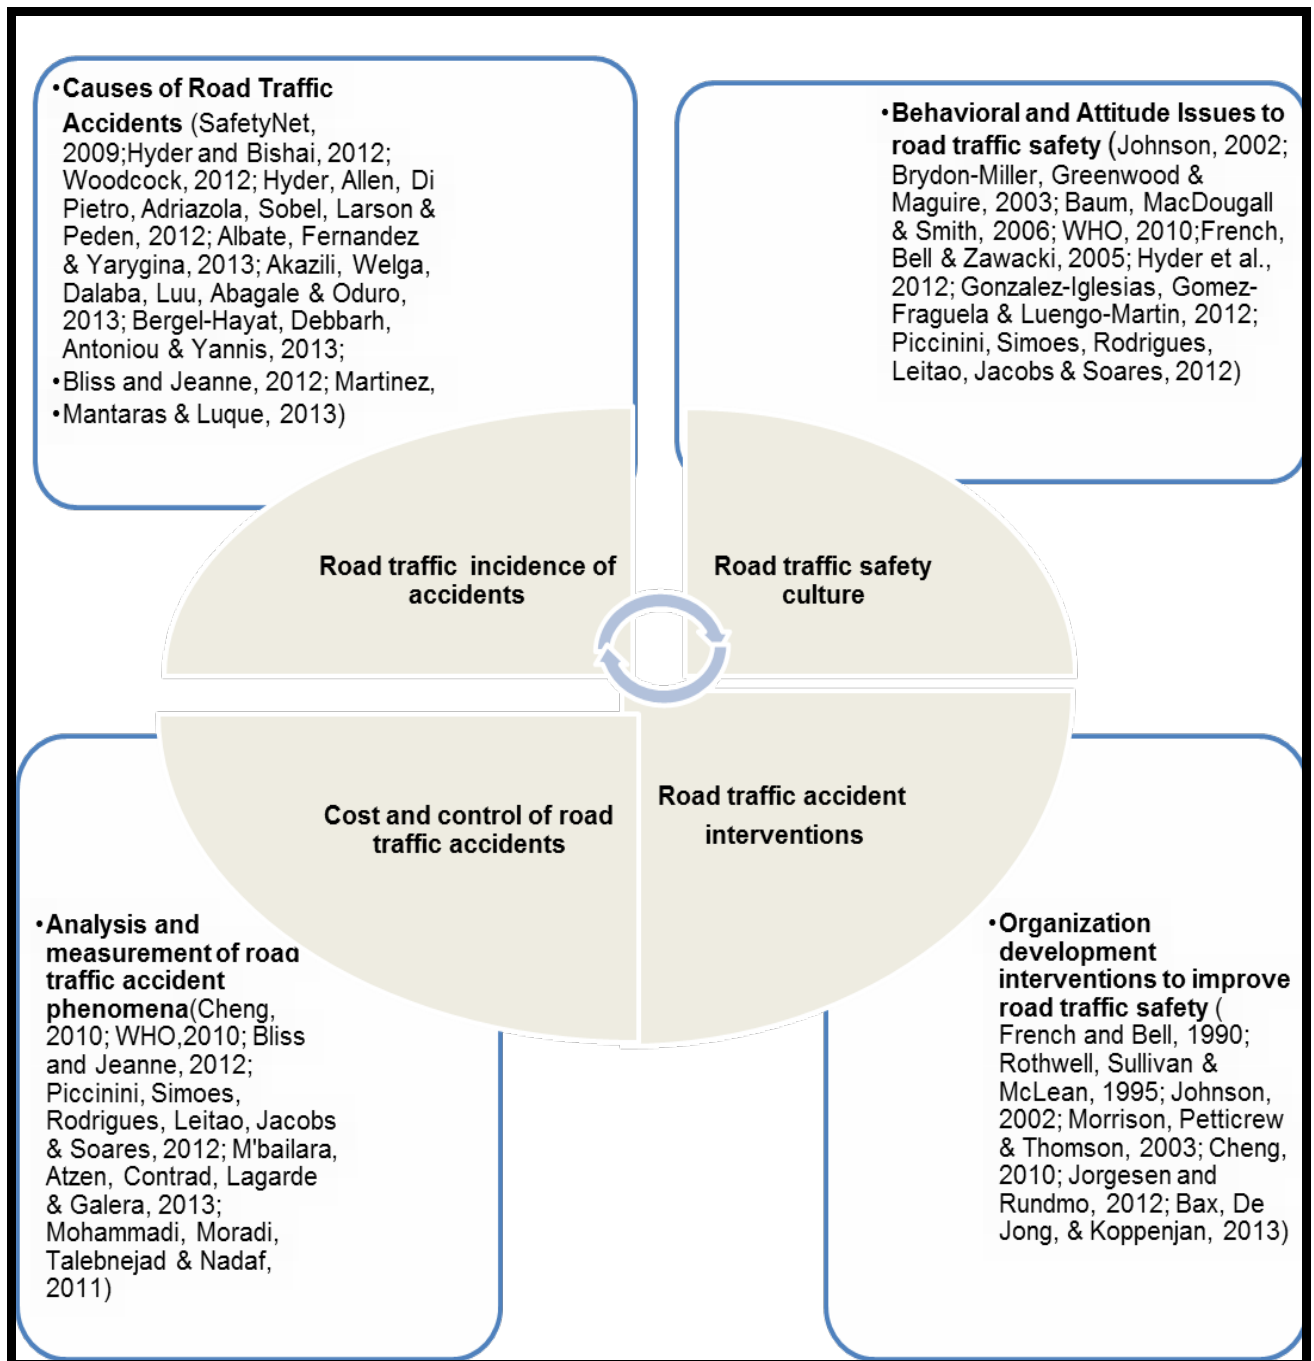 •Causes of Road Traffic
Accidents (SafetyNet,
2009;Hyder and Bishai, 2012;
Woodcock, 2012; Hyder, Allen, Di
Pietro, Adriazola, Sobel, Larson &
Peden, 2012; Albate, Fernandez
& Yarygina, 2013; Akazili, Welga,
Dalaba, Luu, Abagale & Oduro,
2013; Bergel-Hayat, Debbarh,
Antoniou & Yannis, 2013;
•Bliss and Jeanne, 2012; Martinez,
•Mantaras & Luque, 2013)
•Behavioral and Attitude Issues to
road traffic safety (Johnson, 2002;
Brydon-Miller, Greenwood &
Maguire, 2003; Baum, MacDougall
& Smith, 2006; WHO, 2010;French,
Bell & Zawacki, 2005; Hyder et al.,
2012; Gonzalez-Iglesias, Gomez-
Fraguela & Luengo-Martin, 2012;
Piccinini, Simoes, Rodrigues,
Leitao, Jacobs & Soares, 2012)
Road traffic incidence of
accidents
Road traffic safety
culture
Cost and control of road
traffic accidents
Road traffic accident
interventions
•Analysis and
measurement of road
traffic accident
phenomena(Cheng,
2010; WHO,2010; Bliss
and Jeanne, 2012;
Piccinini, Simoes,
Rodrigues, Leitao, Jacobs
& Soares, 2012; M'bailara,
Atzen, Contrad, Lagarde
& Galera, 2013;
Mohammadi, Moradi,
Talebnejad & Nadaf,
2011)
•Organization
development
interventions to improve
road traffic safety (
French and Bell, 1990;
Rothwell, Sullivan &
McLean, 1995; Johnson,
2002; Morrison, Petticrew
& Thomson, 2003; Cheng,
2010; Jorgesen and
Rundmo, 2012; Bax, De
Jong, & Koppenjan, 2013)